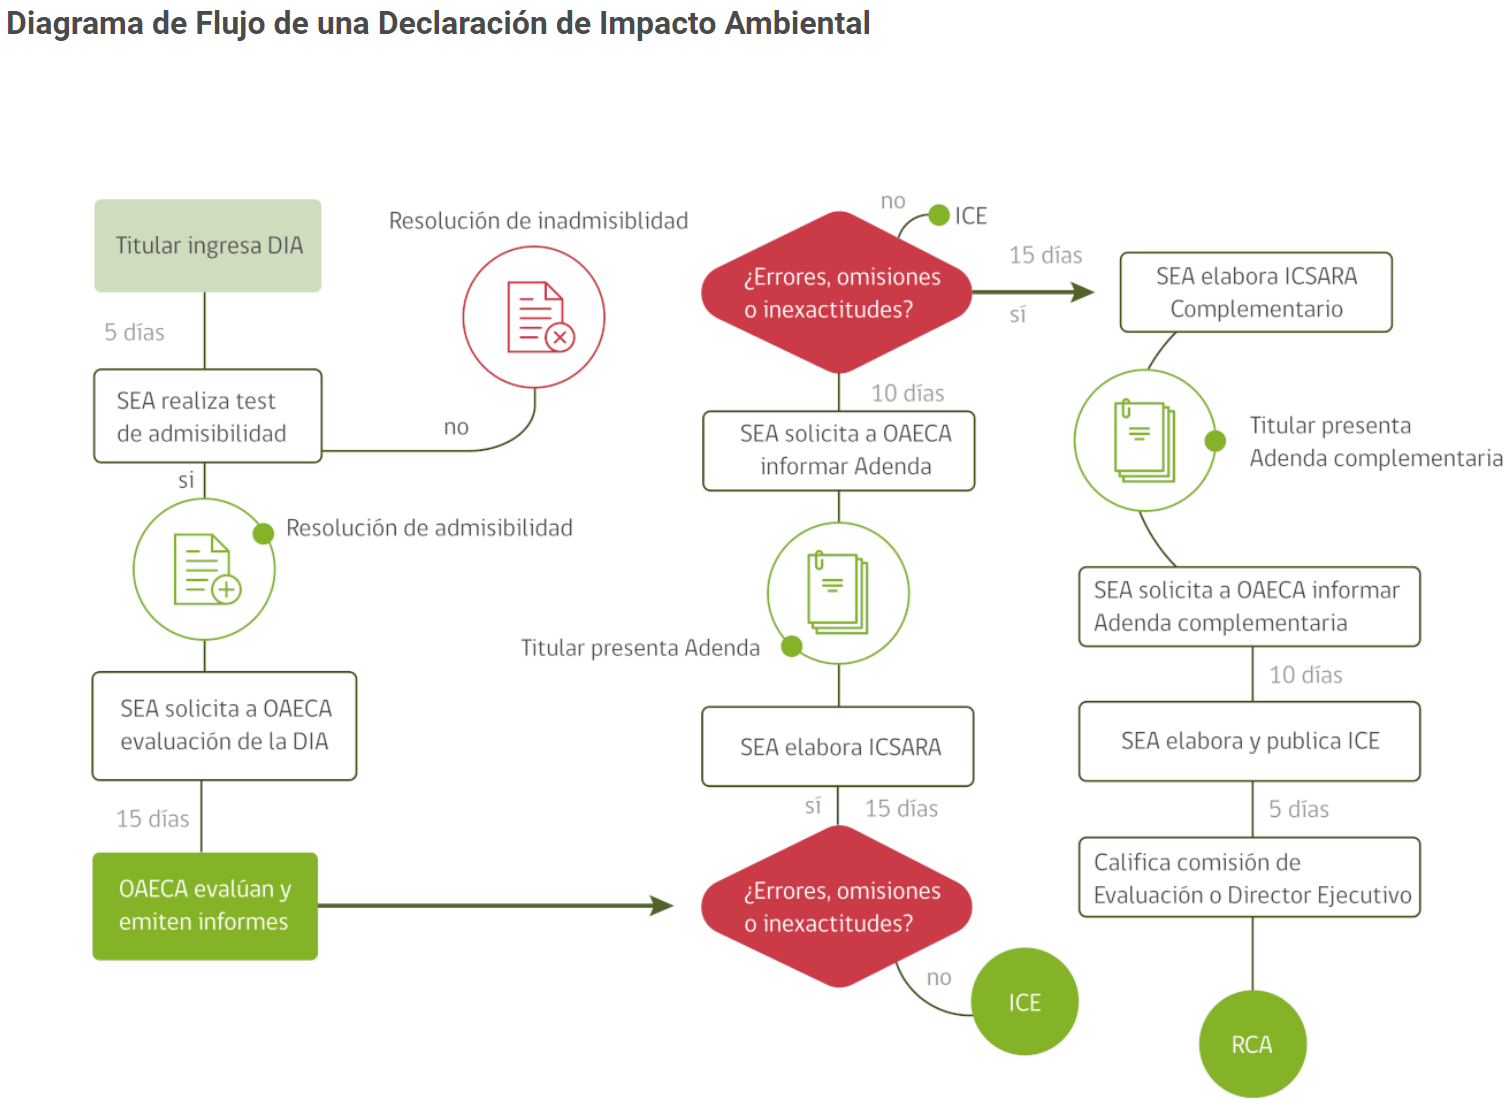 Diagrama de Flujo de una Declaración de Impacto Ambiental
Titular ingresa DIA
5 días
SEA realiza test
de admisibilidad
no
Resolución de inadmisiblidad
si
Resolución de admisibilidad
SEA solicita a OAECA
evaluación de la DIA
15 días
OAECA evalúan y
emiten informes
¿Errores, omisiones
o inexactitudes?
no
ICE
sí
15 días
SEA elabora ICSARA
Titular presenta Adenda
SEA solicita a OAECA
informar Adenda
10 días
¿Errores, omisiones
o inexactitudes?
no
ICE
15 días
sí
SEA elabora ICSARA
Complementario
Titular presenta
Adenda complementaria
SEA solicita a OAECA informar
Adenda complementaria
10 días
SEA elabora y publica ICE
5 días
Califica comisión de
Evaluación o Director Ejecutivo
RCA